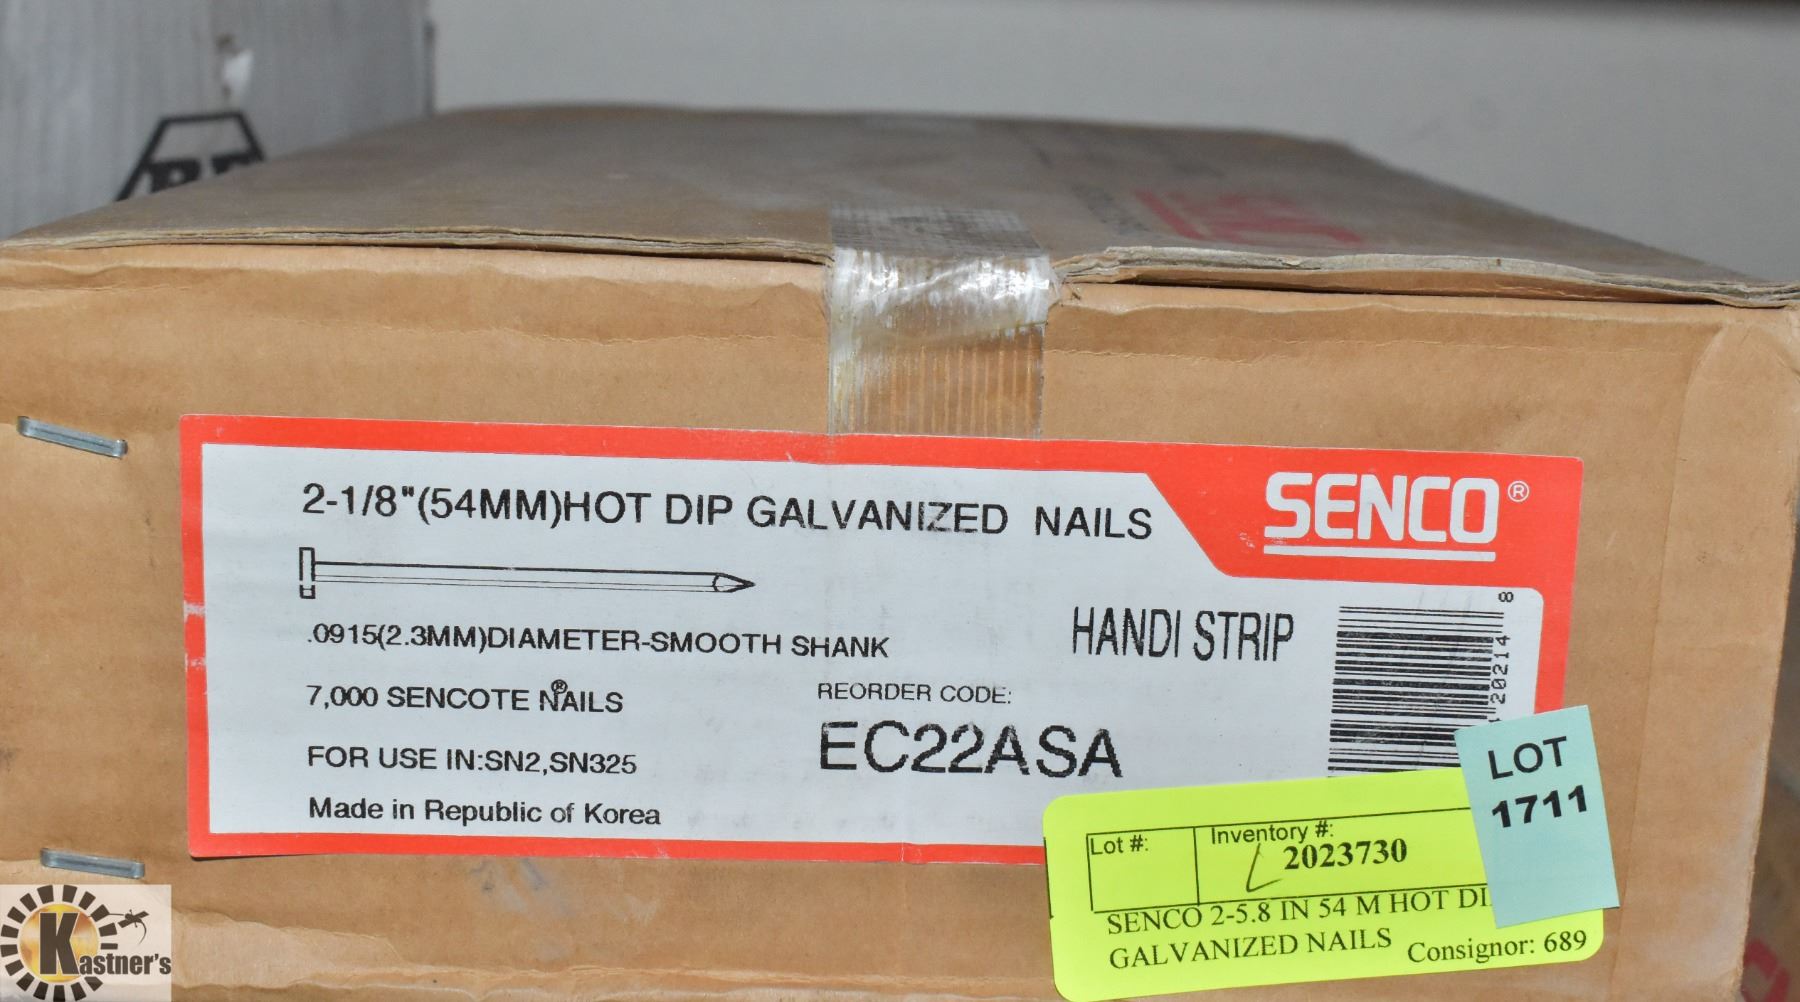 2-1/8"(54MM)HOT DIP GALVANIZED NAILS
SENCO®
.0915(2.3MM)DIAMETER-SMOOTH SHANK
HANDI STRIP
7,000 SENCOTE® NAILS
REORDER CODE:
EC22ASA
FOR USE IN:SN2,SN325
Made in Republic of Korea
20214 8
LOT
1711
Lot #:
Inventory #:
2023730
SENCO 2-5.8 IN 54 M HOT DI
GALVANIZED NAILS
Consignor: 689
Kastner's